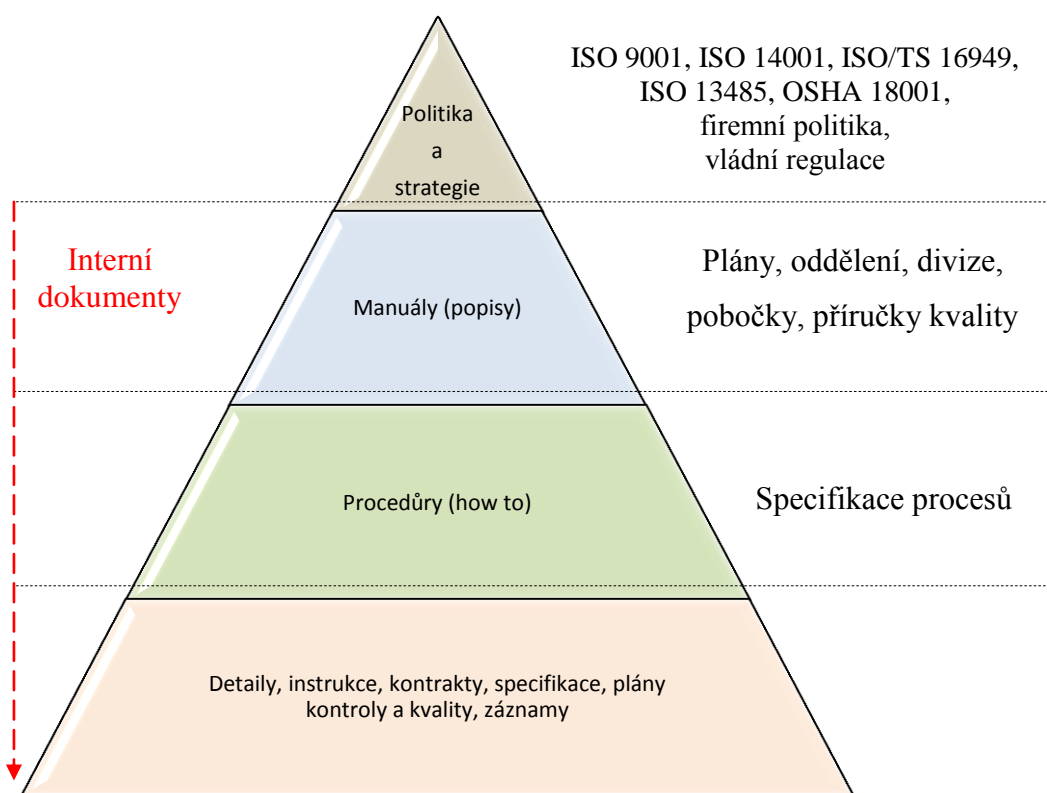 ISO 9001, ISO 14001, ISO/TS 16949,
ISO 13485, OSHA 18001,
firemní politika,
vládní regulace
Politika
a
strategie
Interní
dokumenty
Manuály (popisy)
Plány, oddělení, divize,
pobočky, příručky kvality
Procedůry (how to)
Specifikace procesů
Detaily, instrukce, kontrakty, specifikace, plány
kontroly a kvality, záznamy